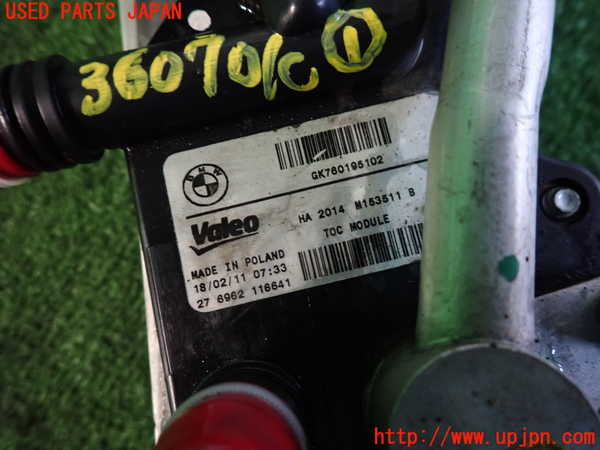 USED PARTS JAPAN
36070/C ①
GK760195102
BMW
Valeo
HA 2014 M153511 B
TOC MODULE
MADE IN POLAND
18/02/11 07:33
27 6962 116641
http://www.upjpn.com/